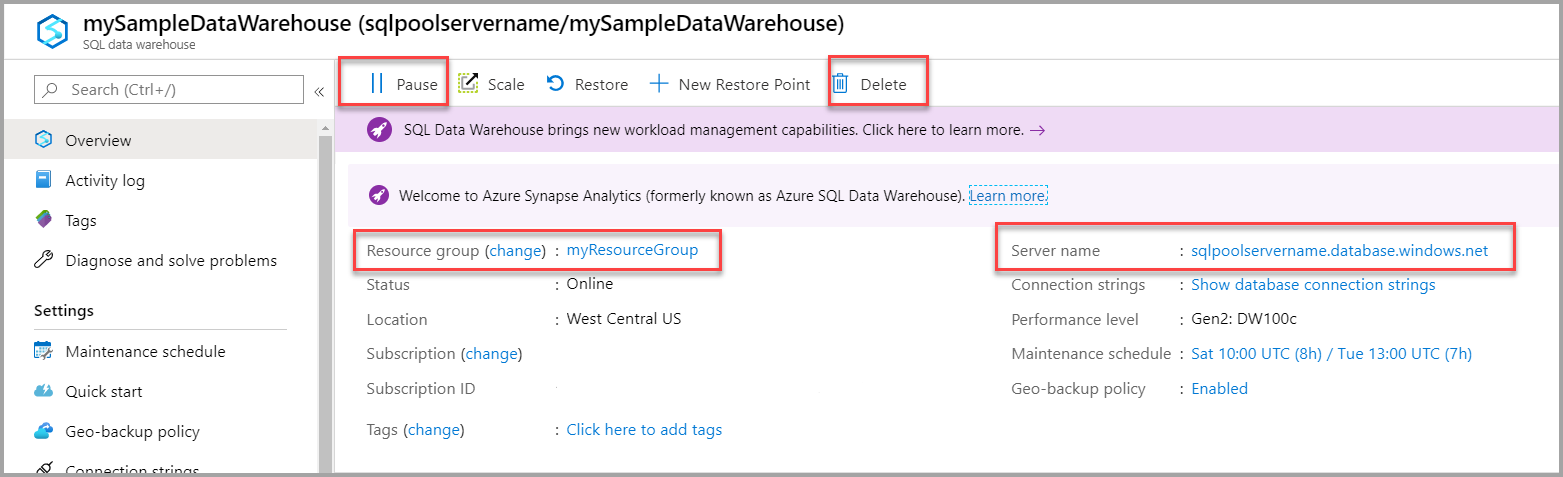 mySampleDataWarehouse (sqlpoolservername/mySampleDataWarehouse)
SQL data warehouse
Search (Ctrl+/)
«
Pause
Scale
Restore
New Restore Point
Delete
SQL Data Warehouse brings new workload management capabilities. Click here to learn more. →
Welcome to Azure Synapse Analytics (formerly known as Azure SQL Data Warehouse). Learn more.
Overview
Activity log
Tags
Diagnose and solve problems
Settings
Maintenance schedule
Quick start
Geo-backup policy
Connection strings
Resource group (change) : myResourceGroup
Status : Online
Location : West Central US
Subscription (change)
Subscription ID
Tags (change) : Click here to add tags
Server name : sqlpoolservername.database.windows.net
Connection strings : Show database connection strings
Performance level : Gen2: DW100c
Maintenance schedule : Sat 10:00 UTC (8h) / Tue 13:00 UTC (7h)
Geo-backup policy : Enabled